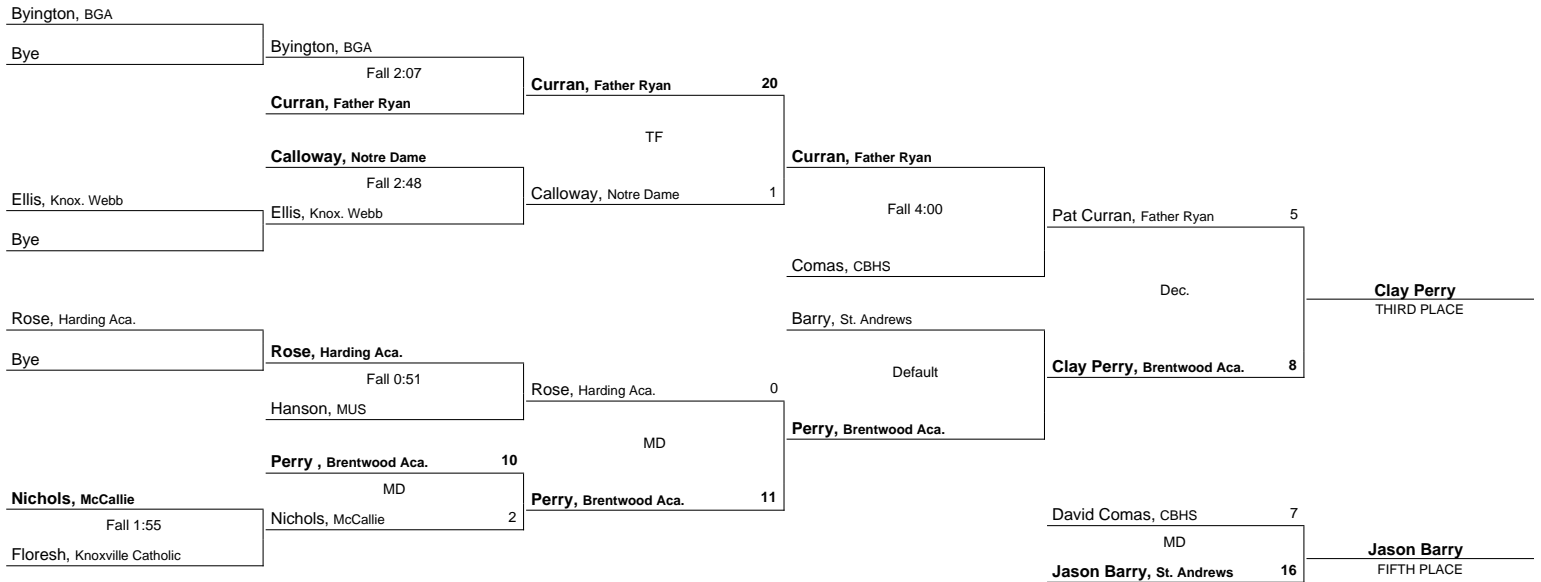 Byington, BGA
Bye
Byington, BGA
Fall 2:07
Curran, Father Ryan
Curran, Father Ryan 20
TF
Calloway, Notre Dame 1
Calloway, Notre Dame
Fall 2:48
Ellis, Knox. Webb
Ellis, Knox. Webb
Bye
Curran, Father Ryan
Fall 4:00
Comas, CBHS
Pat Curran, Father Ryan 5
Dec.
Clay Perry, Brentwood Aca. 8
Clay Perry
THIRD PLACE
Rose, Harding Aca.
Bye
Rose, Harding Aca.
Fall 0:51
Hanson, MUS
Rose, Harding Aca. 0
MD
Perry, Brentwood Aca. 11
Barry, St. Andrews
Default
Perry, Brentwood Aca.
Perry , Brentwood Aca. 10
MD
Nichols, McCallie 2
Nichols, McCallie
Fall 1:55
Floresh, Knoxville Catholic
David Comas, CBHS 7
MD
Jason Barry, St. Andrews 16
Jason Barry
FIFTH PLACE